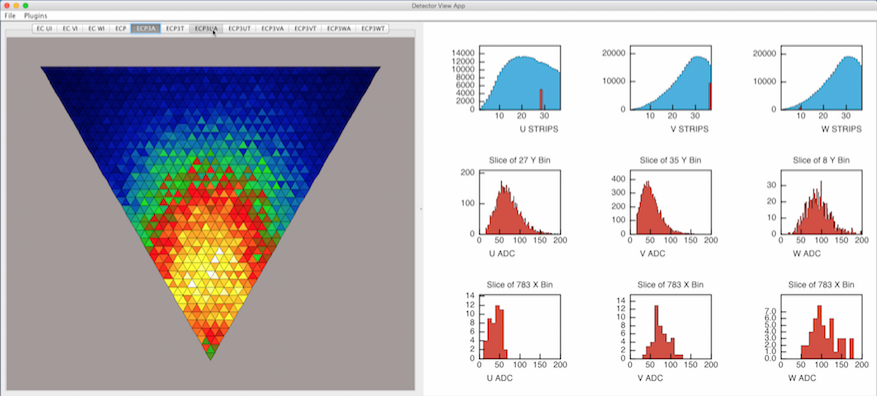 Detector View App
File Plugins
EC UI EC VI EC WI ECP ECP3A ECP3T ECP3UA ECP3UT ECP3VA ECP3VT ECP3WA ECP3WT
14000
12000
10000
8000
6000
4000
2000
0
10 20 30
U STRIPS
20000
10000
0
10 20 30
V STRIPS
20000
10000
0
10 20 30
W STRIPS
Slice of 27 Y Bin
200
100
0
0 50 100 150 200
U ADC
Slice of 35 Y Bin
400
300
200
100
0
0 50 100 150 200
V ADC
Slice of 8 Y Bin
30
20
10
0
0 50 100 150 200
W ADC
Slice of 783 X Bin
14
12
10
8
6
4
2
0
0 50 100 150 200
U ADC
Slice of 783 X Bin
14
12
10
8
6
4
2
0
0 50 100 150 200
V ADC
Slice of 783 X Bin
7.0
6.0
5.0
4.0
3.0
2.0
1.0
0.0
0 50 100 150 200
W ADC